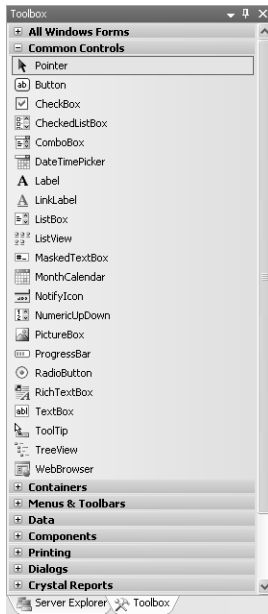 Toolbox
All Windows Forms
Common Controls
Pointer
Button
CheckBox
CheckedListBox
ComboBox
DateTimePicker
Label
LinkLabel
ListBox
ListView
MaskedTextBox
MonthCalendar
NotifyIcon
NumericUpDown
PictureBox
ProgressBar
RadioButton
RichTextBox
TextBox
ToolTip
TreeView
WebBrowser
Containers
Menus & Toolbars
Data
Components
Printing
Dialogs
Crystal Reports
Server Explorer Toolbox